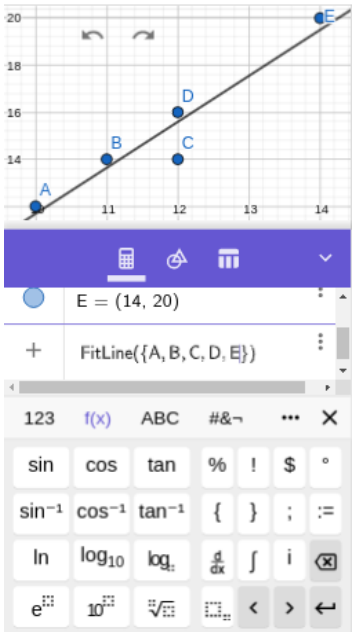 20
E
18
D
16
B
C
14
A
10 11 12 13 14
E = (14, 20)
+ FitLine({A, B, C, D, E})
123 f(x) ABC #&¬ ... ×
sin cos tan % ! $ °
sin⁻¹ cos⁻¹ tan⁻¹ { } ; :=
ln log₁₀ log d/dx ∫ i
e 10 √ < >